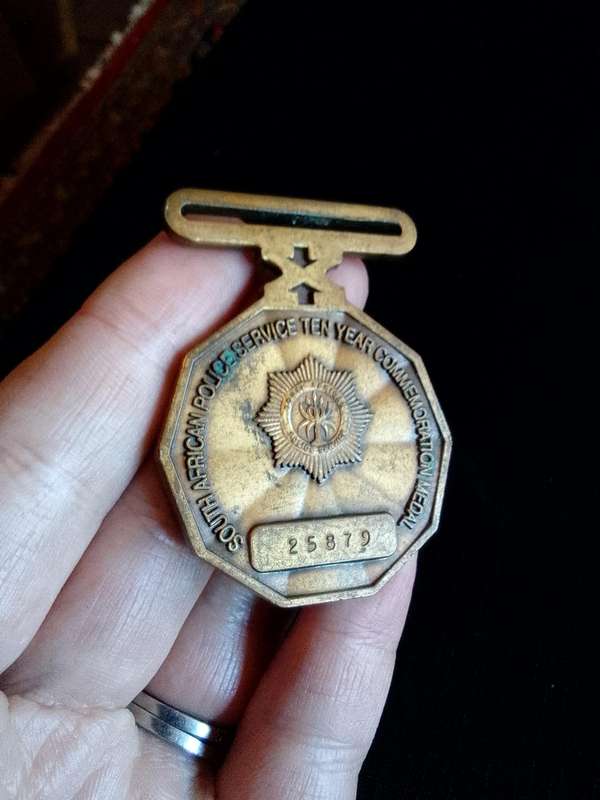 SOUTH AFRICAN POLICE SERVICE TEN YEAR COMMEMORATION MEDAL
25879